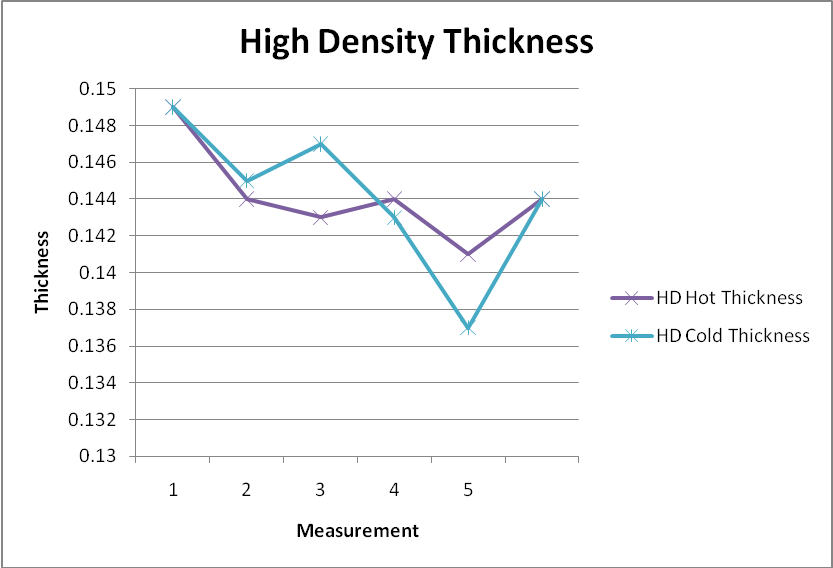 High Density Thickness
0.15
0.148
0.146
0.144
0.142
0.14
0.138
0.136
0.134
0.132
0.13
Thickness
1 2 3 4 5
Measurement
HD Hot Thickness
HD Cold Thickness